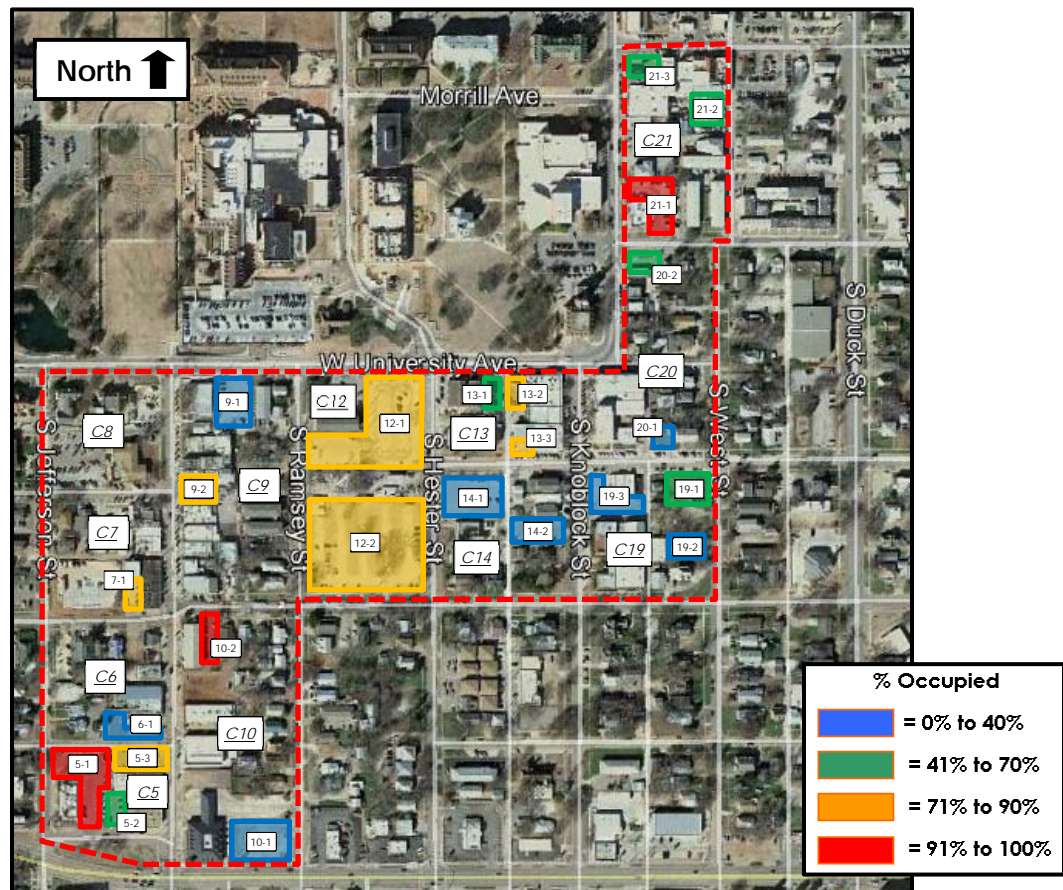 North
Morrill Ave
21-3
21-2
C21
21-1
20-2
S Duck St
W University Ave
C20
S West St
9-1
C12
12-1
13-1
13-2
C8
C13
20-1
S Jefferson St
S Ramsey St
S Hester St
13-3
S Knoblock St
C9
9-2
14-1
19-3
19-1
C7
12-2
14-2
C14
C19
19-2
7-1
10-2
C6
6-1
C10
5-1
5-3
C5
5-2
10-1
% Occupied
= 0% to 40%
= 41% to 70%
= 71% to 90%
= 91% to 100%